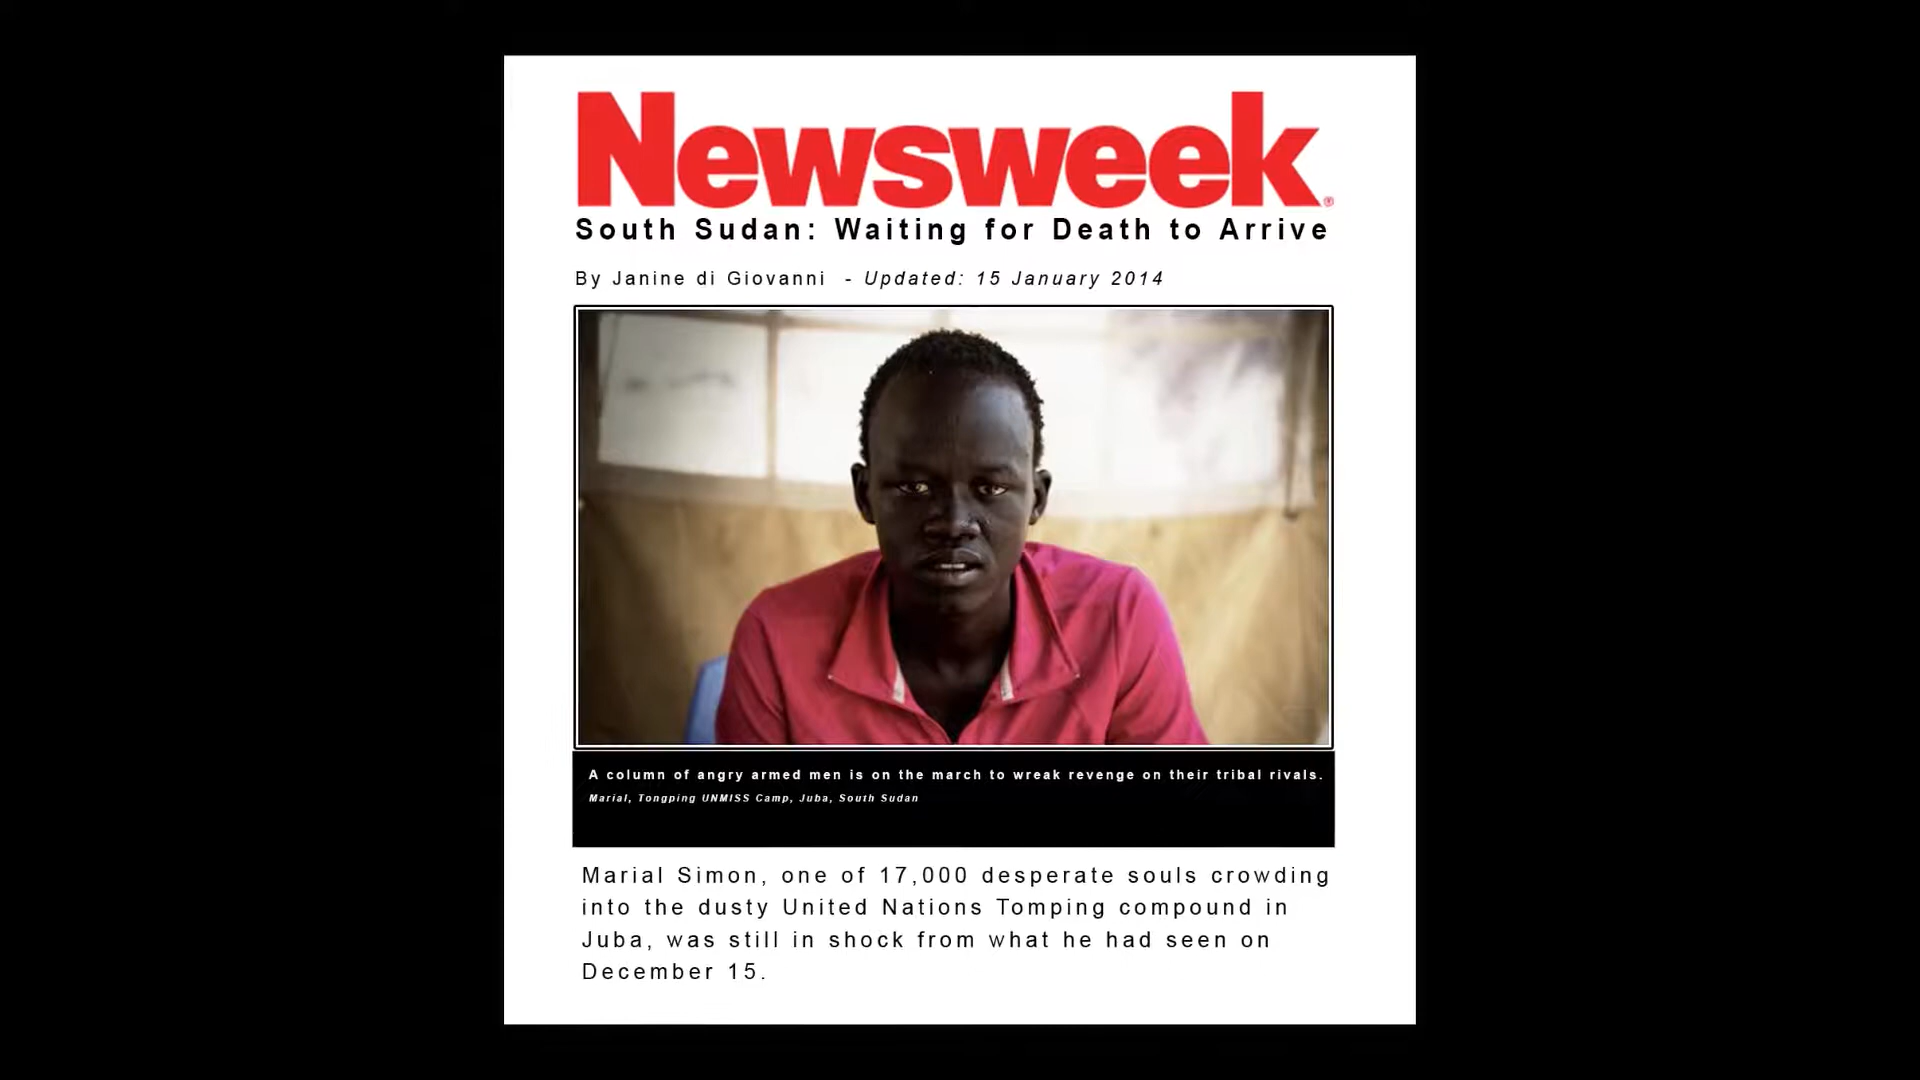 Newsweek®
South Sudan: Waiting for Death to Arrive
By Janine di Giovanni - Updated: 15 January 2014
A column of angry armed men is on the march to wreak revenge on their tribal rivals.
Marial, Tongping UNMISS Camp, Juba, South Sudan
Marial Simon, one of 17,000 desperate souls crowding
into the dusty United Nations Tomping compound in
Juba, was still in shock from what he had seen on
December 15.